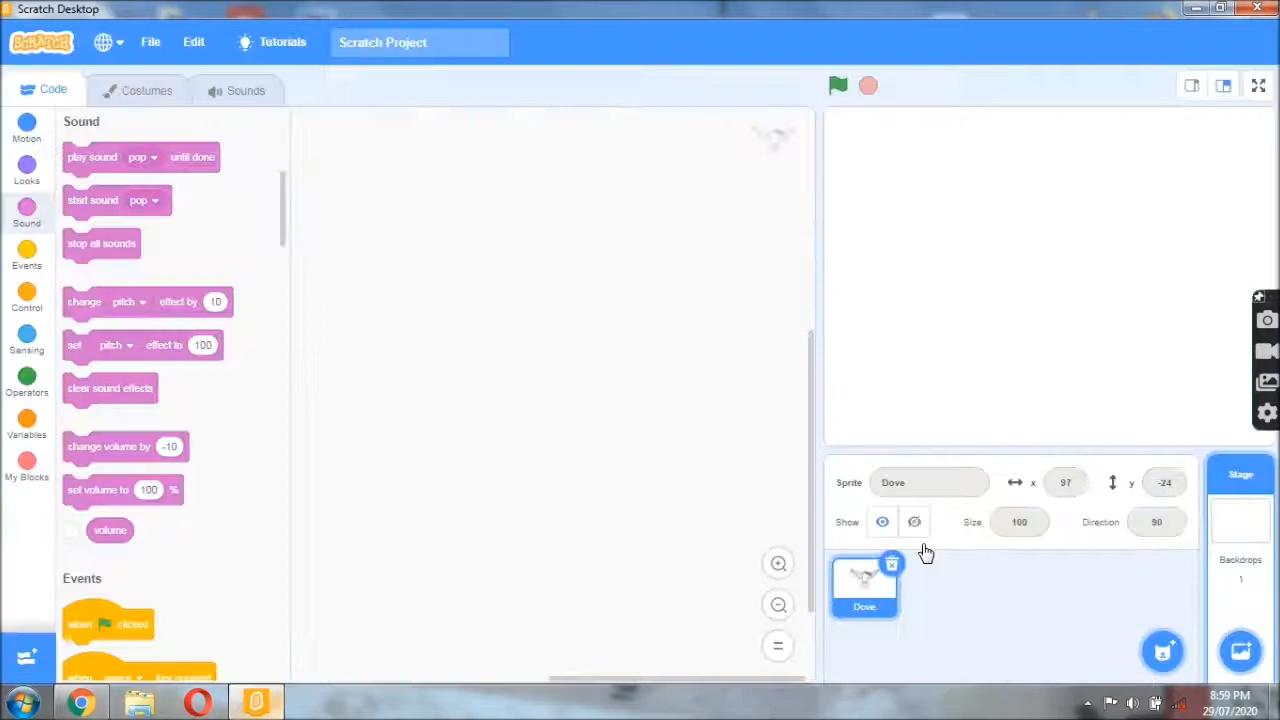 Scratch Desktop
SCRATCH
File
Edit
Tutorials
Scratch Project
Code
Costumes
Sounds
Motion
Looks
Sound
Events
Control
Sensing
Operators
Variables
My Blocks
Sound
play sound pop until done
start sound pop
stop all sounds
change pitch effect by 10
set pitch effect to 100
clear sound effects
change volume by -10
set volume to 100 %
volume
Events
when clicked
Sprite Dove x 97 y -24
Show Size 100 Direction 90
Dove
Stage
Backdrops
1
8:59 PM
29/07/2020